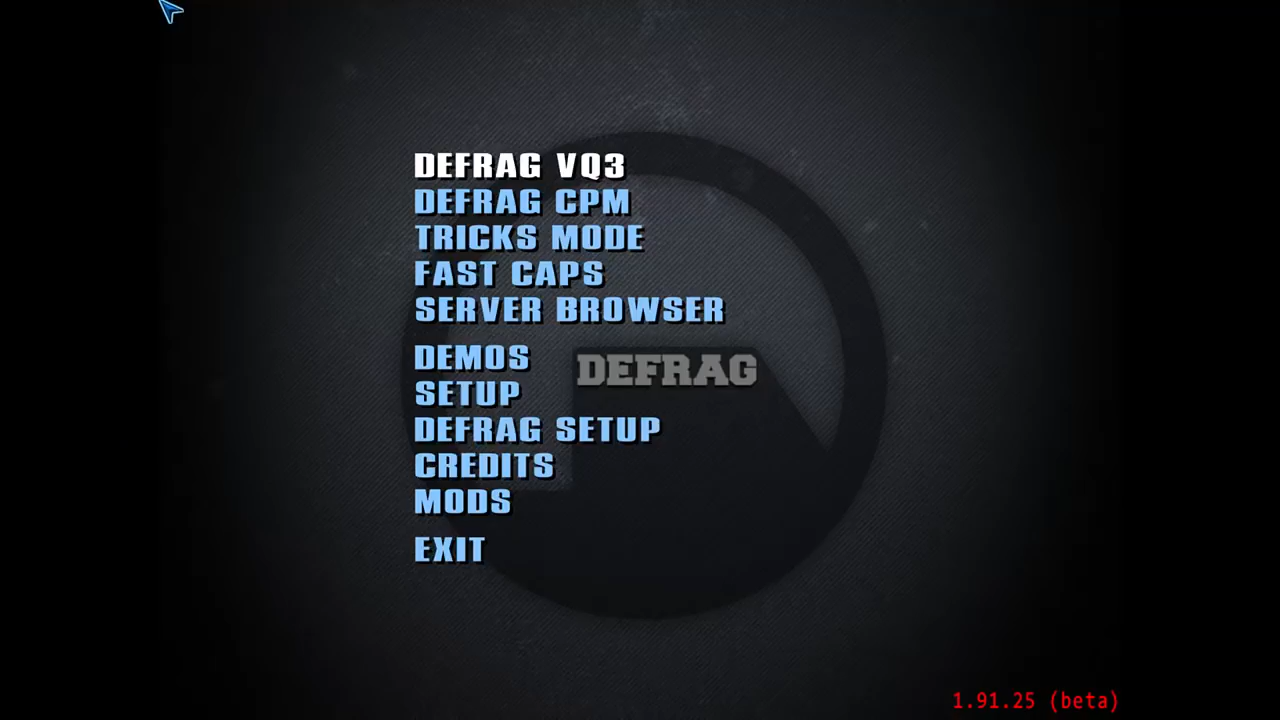 DEFRAG VQ3
DEFRAG CPM
TRICKS MODE
FAST CAPS
SERVER BROWSER
DEMOS
DEFRAG
SETUP
DEFRAG SETUP
CREDITS
MODS
EXIT
1.91.25 (beta)